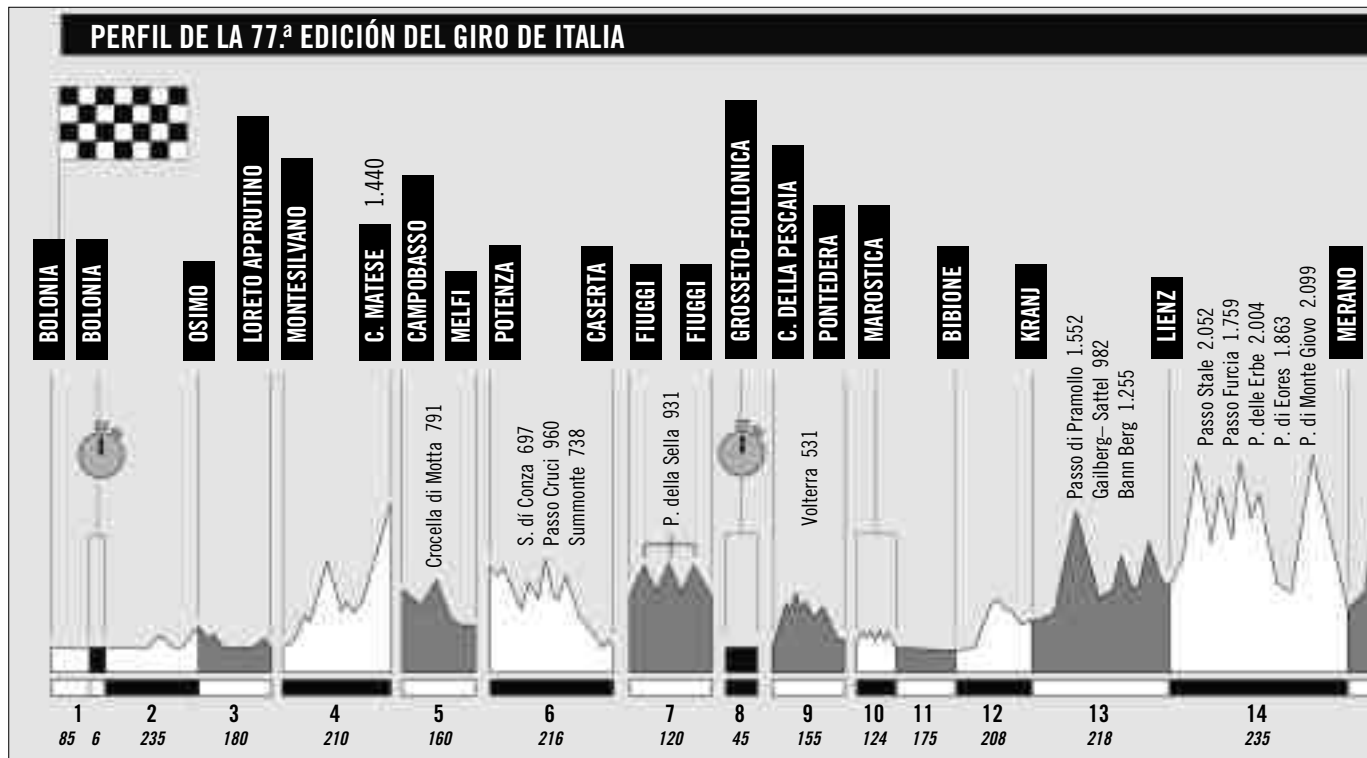 PERFIL DE LA 77.ª EDICIÓN DEL GIRO DE ITALIA
BOLONIA
BOLONIA
OSIMO
LORETO APPRUTINO
MONTESILVANO
C. MATESE
1.440
CAMPOBASSO
MELFI
POTENZA
CASERTA
FIUGGI
FIUGGI
GROSSETO-FOLLONICA
C. DELLA PESCAIA
PONTEDERA
MAROSTICA
BIBIONE
KRANJ
LIENZ
MERANO
Crocella di Motta 791
S. dí Conza 697
Passo Cruci 960
Summonte 738
P. della Sella 931
Volterra 531
Passo di Pramollo 1.552
Gailberg– Sattel 982
Bann Berg 1.255
Passo Stale 2.052
Passo Furcia 1.759
P. delle Erbe 2.004
P. di Eores 1.863
P. di Monte Giovo 2.099
1 2 3 4 5 6 7 8 9 10 11 12 13 14
85 6 235 180 210 160 216 120 45 155 124 175 208 218 235